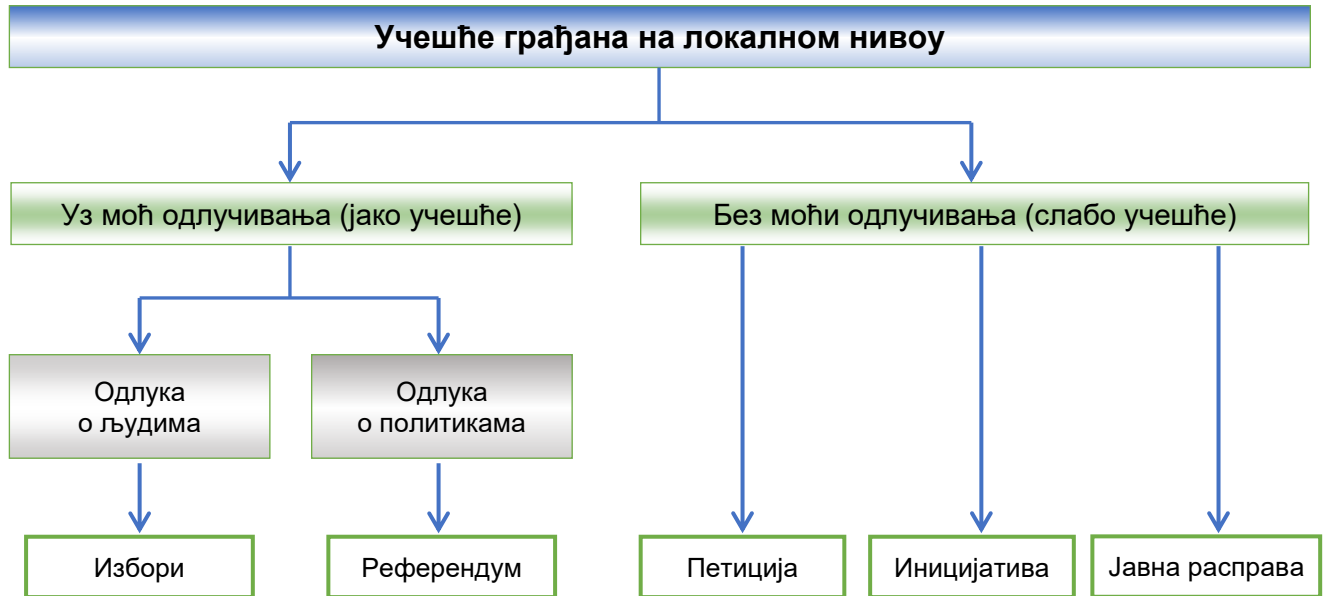 Учешће грађана на локалном нивоу
Уз моћ одлучивања (јако учешће)
Без моћи одлучивања (слабо учешће)
Одлука
о људима
Одлука
о политикама
Избори
Референдум
Петиција
Иницијатива
Јавна расправа